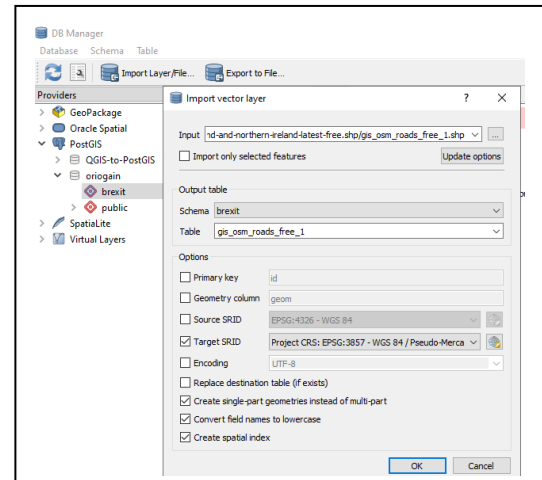 DB Manager
Database Schema Table
Import Layer/File... Export to File...
Providers
GeoPackage
Oracle Spatial
PostGIS
QGIS-to-PostGIS
oriogain
brexit
public
SpatiaLite
Virtual Layers
Import vector layer ? X
Input nd-and-northern-ireland-latest-free.shp/gis_osm_roads_free_1.shp ...
Import only selected features Update options
Output table
Schema brexit
Table gis_osm_roads_free_1
Options
Primary key id
Geometry column geom
Source SRID EPSG:4326 - WGS 84
Target SRID Project CRS: EPSG:3857 - WGS 84 / Pseudo-Merca
Encoding UTF-8
Replace destination table (if exists)
Create single-part geometries instead of multi-part
Convert field names to lowercase
Create spatial index
OK Cancel